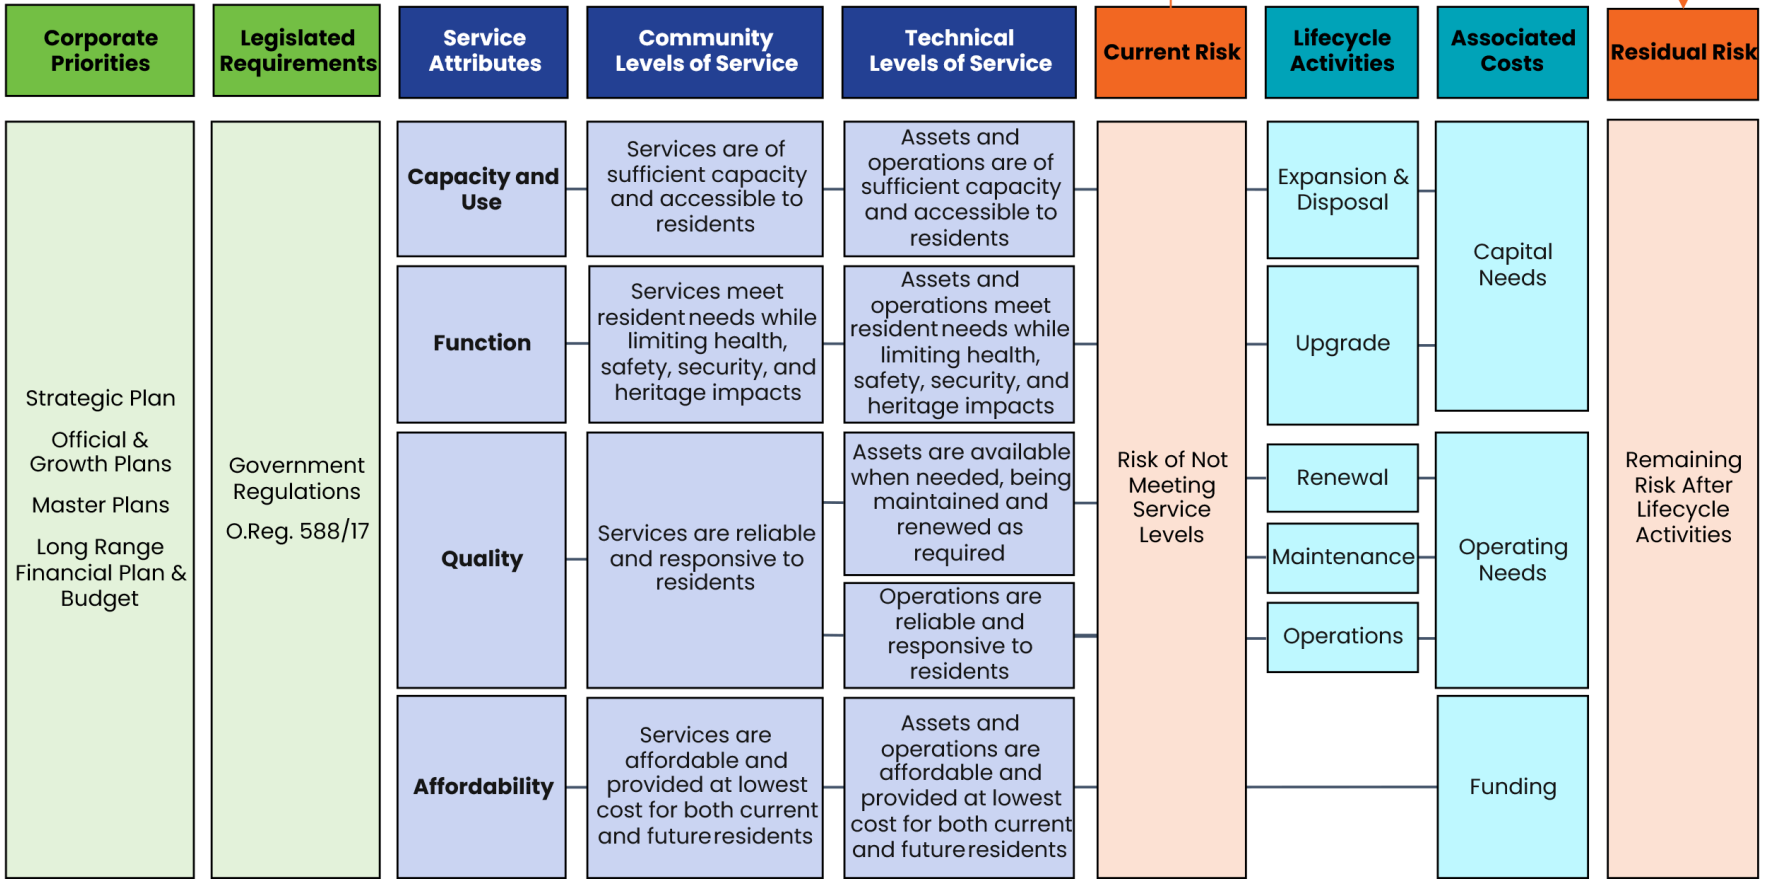 Corporate
Priorities
Legislated
Requirements
Service
Attributes
Community
Levels of Service
Technical
Levels of Service
Current Risk
Lifecycle
Activities
Associated
Costs
Residual Risk
Strategic Plan
Official &
Growth Plans
Master Plans
Long Range
Financial Plan &
Budget
Government
Regulations
O.Reg. 588/17
Capacity and
Use
Services are of
sufficient capacity
and accessible to
residents
Assets and
operations are of
sufficient capacity
and accessible to
residents
Function
Services meet
resident needs while
limiting health,
safety, security, and
heritage impacts
Assets and
operations meet
resident needs while
limiting health,
safety, security, and
heritage impacts
Quality
Services are reliable
and responsive to
residents
Assets are available
when needed, being
maintained and
renewed as
required
Operations are
reliable and
responsive to
residents
Affordability
Services are
affordable and
provided at lowest
cost for both current
and future residents
Assets and
operations are
affordable and
provided at lowest
cost for both current
and future residents
Risk of Not
Meeting
Service
Levels
Expansion &
Disposal
Upgrade
Renewal
Maintenance
Operations
Capital
Needs
Operating
Needs
Funding
Remaining
Risk After
Lifecycle
Activities